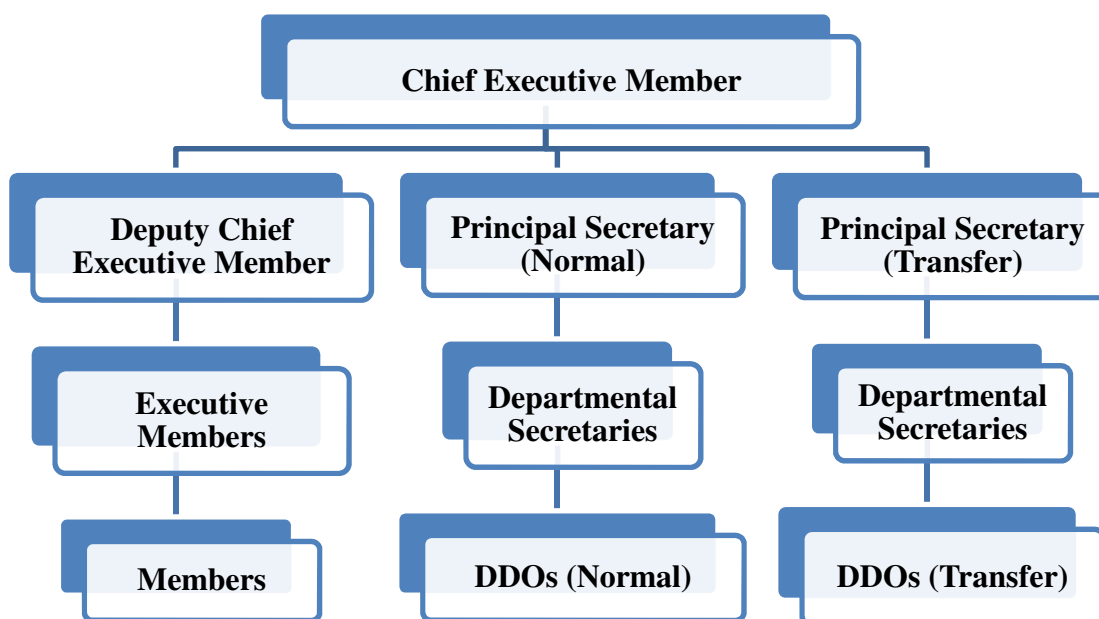 Chief Executive Member
Deputy Chief
Executive Member
Principal Secretary
(Normal)
Principal Secretary
(Transfer)
Executive
Members
Departmental
Secretaries
Departmental
Secretaries
Members
DDOs (Normal)
DDOs (Transfer)